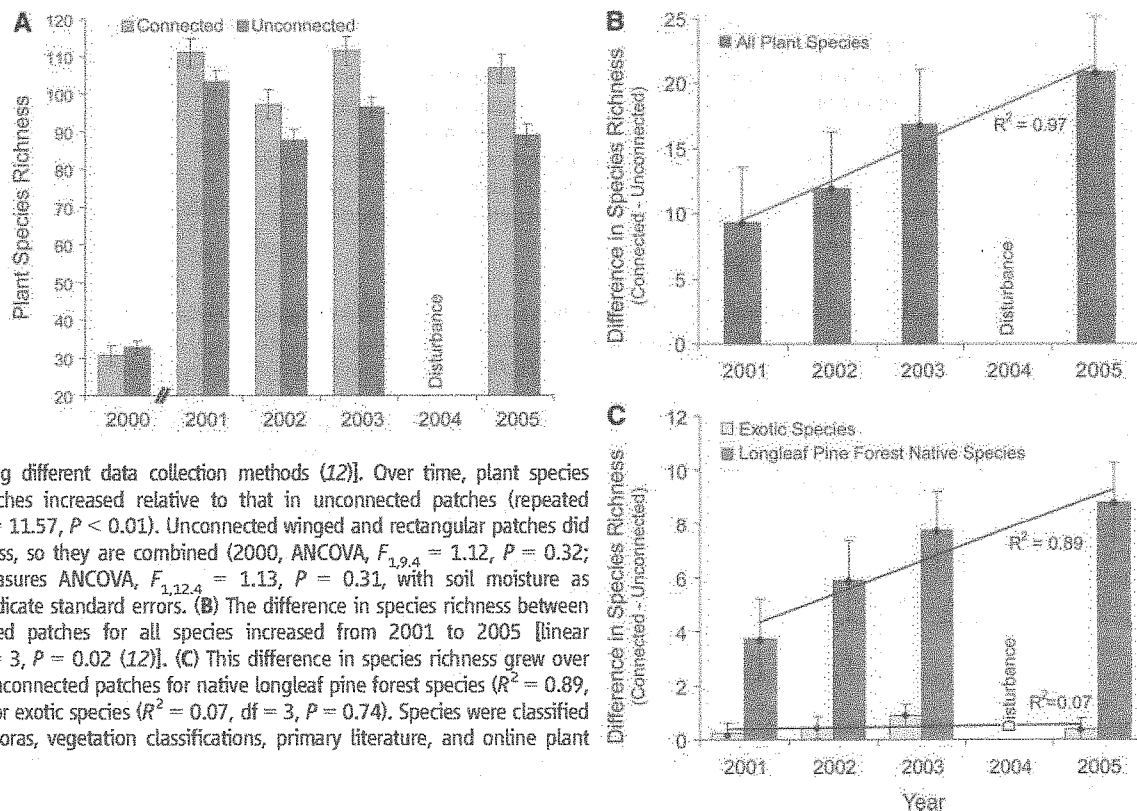 A
Connected Unconnected
Plant Species Richness
120
110
100
90
80
70
60
50
40
30
20
Disturbance
2000 2001 2002 2003 2004 2005
B
All Plant Species
Difference in Species Richness
(Connected - Unconnected)
25
20
15
10
5
0
R² = 0.97
Disturbance
2001 2002 2003 2004 2005
C
Exotic Species
Longleaf Pine Forest Native Species
Difference in Species Richness
(Connected - Unconnected)
12
10
8
6
4
2
0
R² = 0.89
Disturbance
R²=0.07
2001 2002 2003 2004 2005
Year
g different data collection methods (12)]. Over time, plant species
ches increased relative to that in unconnected patches (repeated
= 11.57, P < 0.01). Unconnected winged and rectangular patches did
ss, so they are combined (2000, ANCOVA, F1,9.4 = 1.12, P = 0.32;
asures ANCOVA, F1,12.4 = 1.13, P = 0.31, with soil moisture as
dicate standard errors. (B) The difference in species richness between
ed patches for all species increased from 2001 to 2005 [linear
= 3, P = 0.02 (12)]. (C) This difference in species richness grew over
nconnected patches for native longleaf pine forest species (R² = 0.89,
or exotic species (R² = 0.07, df = 3, P = 0.74). Species were classified
oras, vegetation classifications, primary literature, and online plant